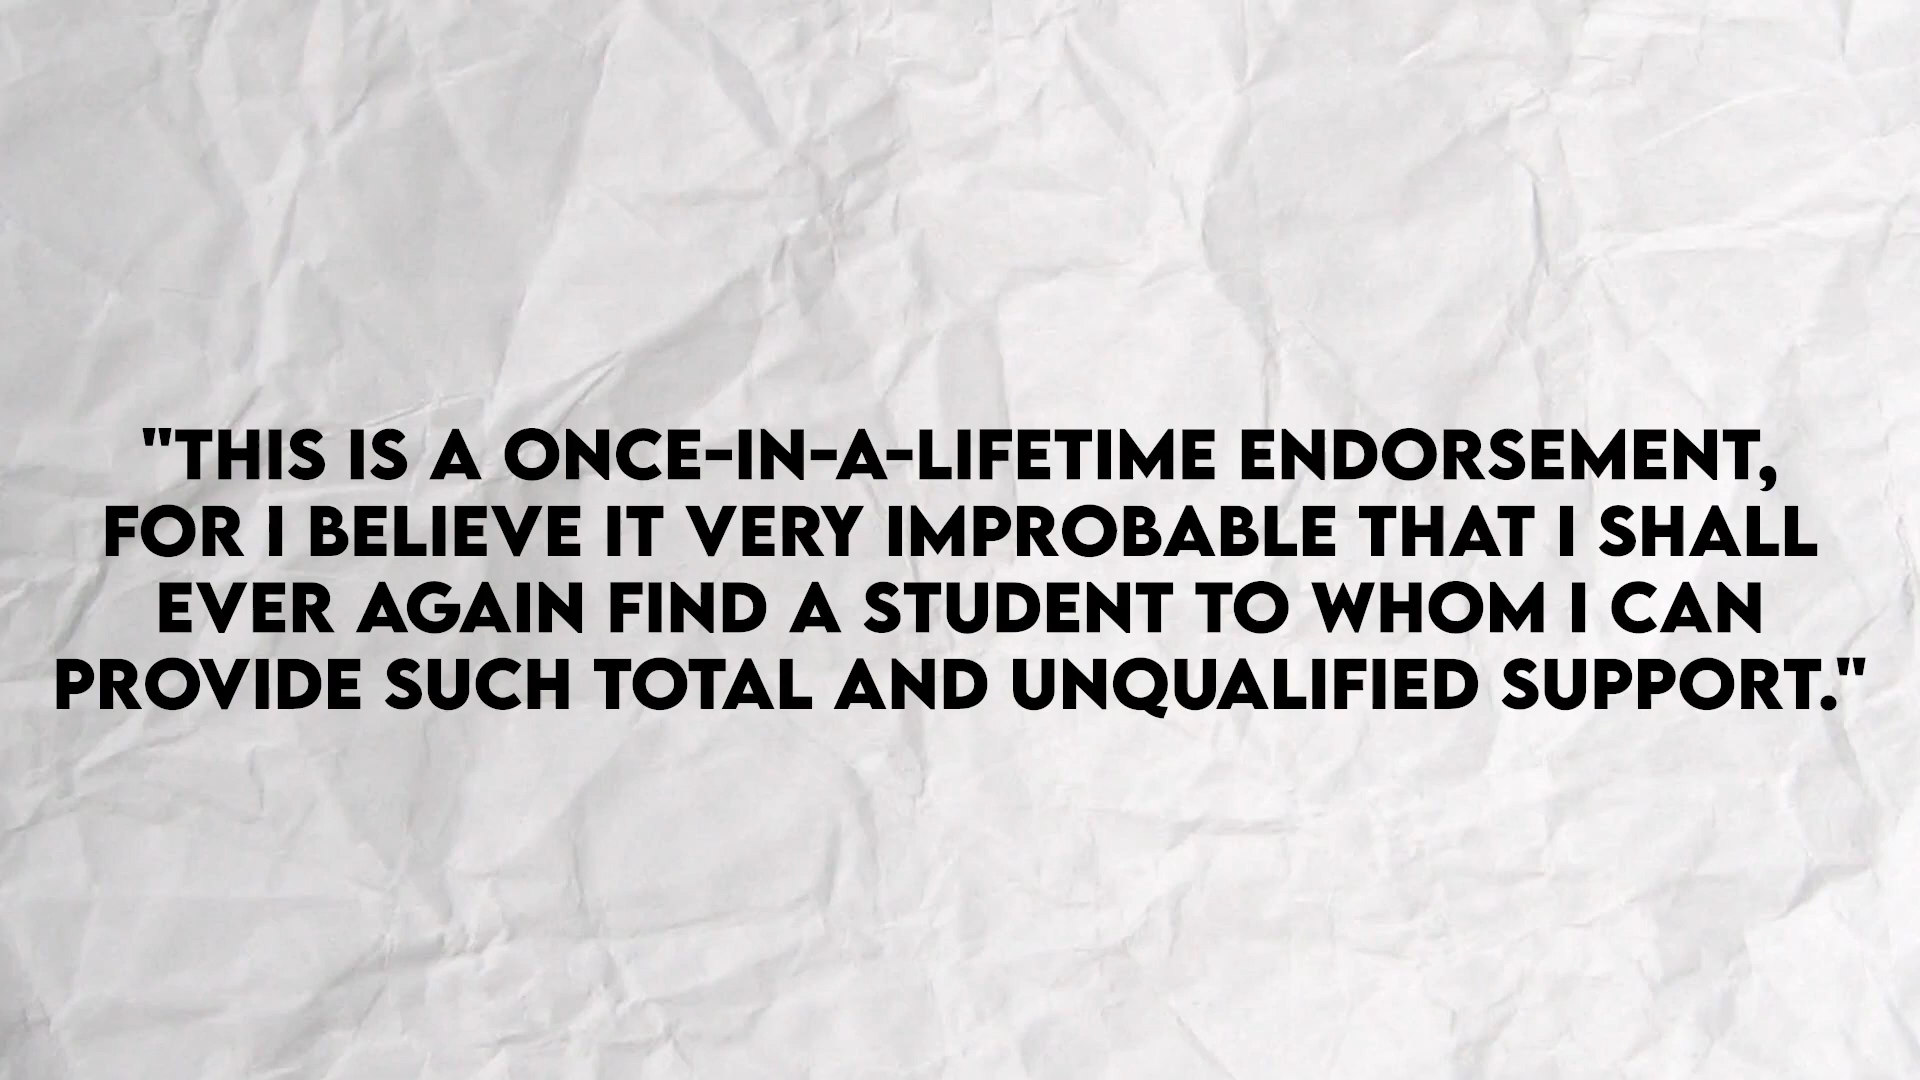 "THIS IS A ONCE-IN-A-LIFETIME ENDORSEMENT,
FOR I BELIEVE IT VERY IMPROBABLE THAT I SHALL
EVER AGAIN FIND A STUDENT TO WHOM I CAN
PROVIDE SUCH TOTAL AND UNQUALIFIED SUPPORT."